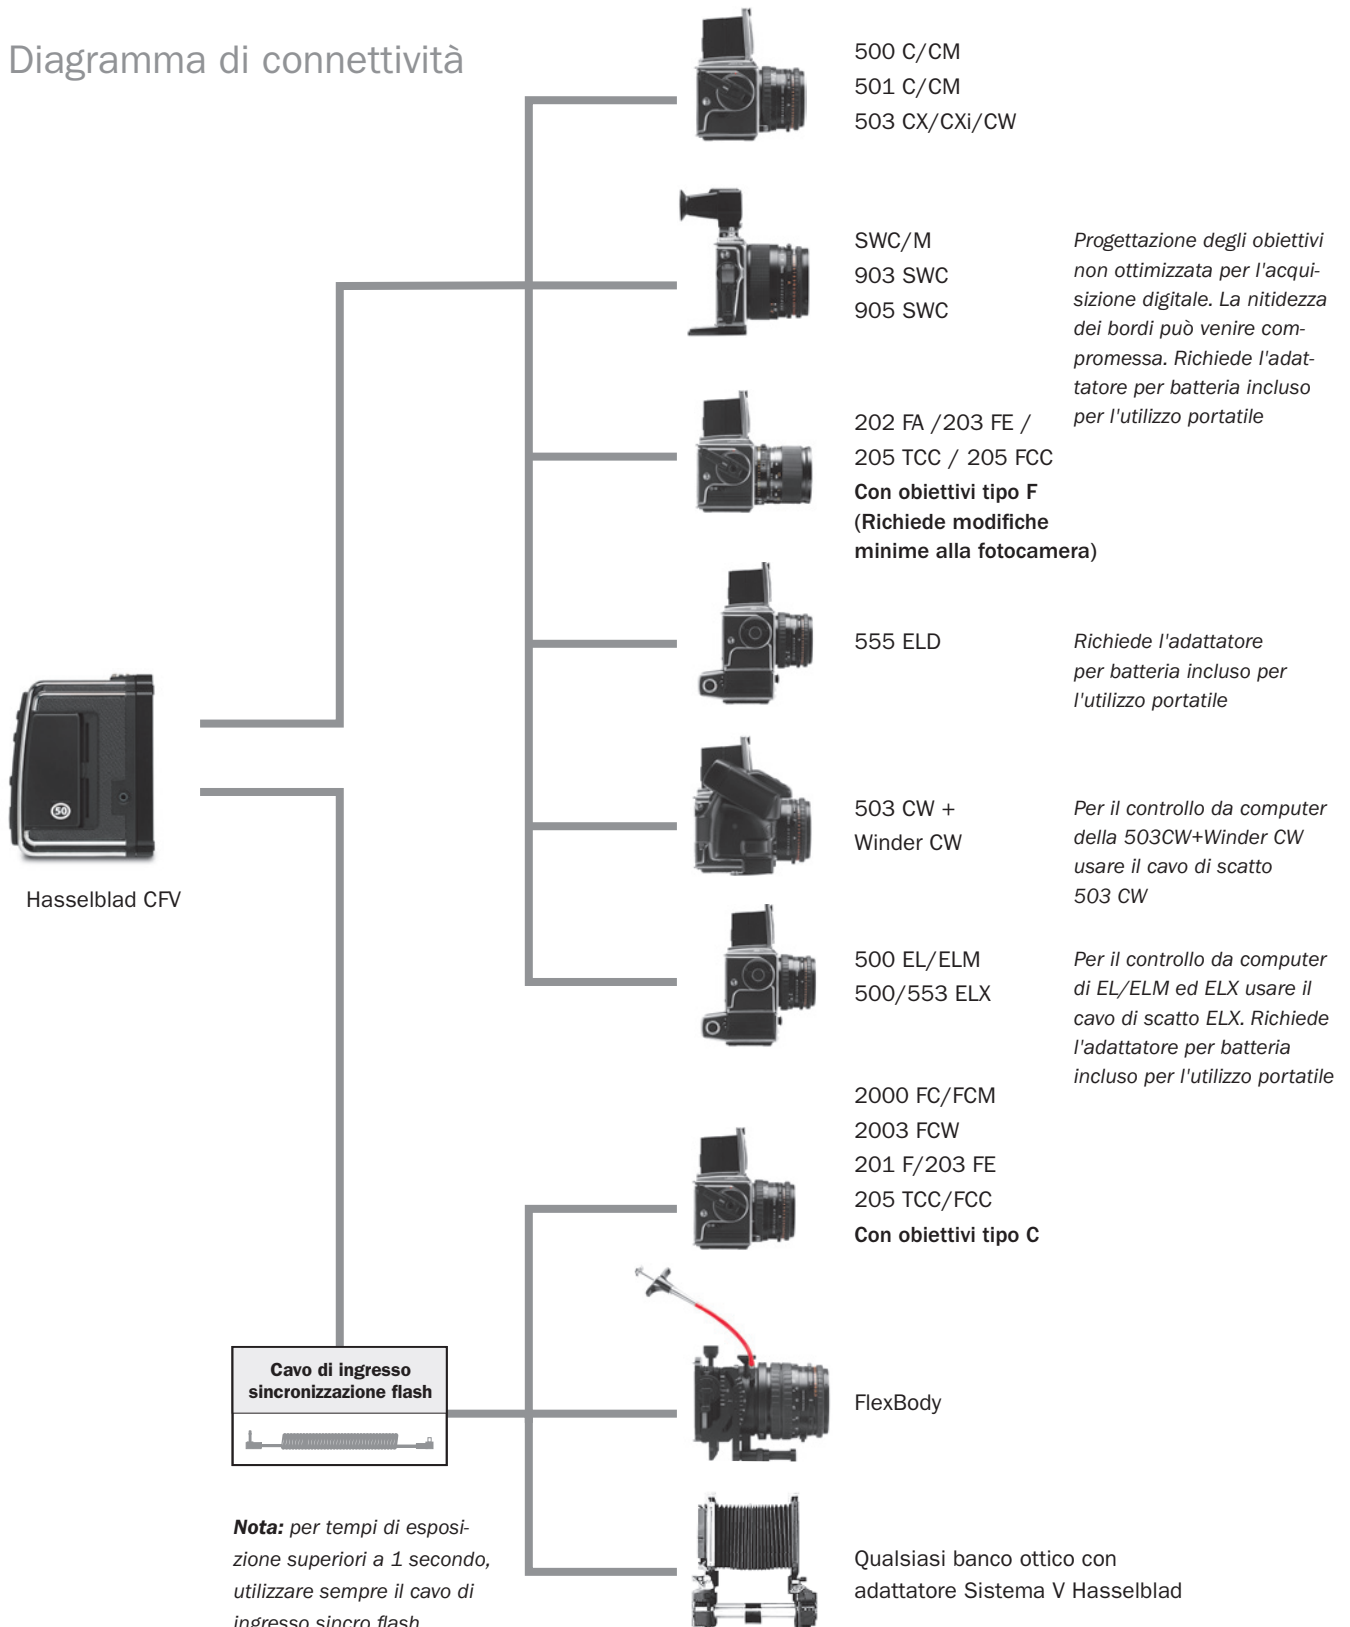 Diagramma di connettività
500 C/CM
501 C/CM
503 CX/CXi/CW
SWC/M
903 SWC
905 SWC
Progettazione degli obiettivi
non ottimizzata per l'acqui-
sizione digitale. La nitidezza
dei bordi può venire com-
promessa. Richiede l'adat-
tatore per batteria incluso
per l'utilizzo portatile
202 FA /203 FE /
205 TCC / 205 FCC
Con obiettivi tipo F
(Richiede modifiche
minime alla fotocamera)
555 ELD
Richiede l'adattatore
per batteria incluso per
l'utilizzo portatile
50
Hasselblad CFV
503 CW +
Winder CW
Per il controllo da computer
della 503CW+Winder CW
usare il cavo di scatto
503 CW
500 EL/ELM
500/553 ELX
Per il controllo da computer
di EL/ELM ed ELX usare il
cavo di scatto ELX. Richiede
l'adattatore per batteria
incluso per l'utilizzo portatile
2000 FC/FCM
2003 FCW
201 F/203 FE
205 TCC/FCC
Con obiettivi tipo C
Cavo di ingresso
sincronizzazione flash
FlexBody
Nota: per tempi di esposi-
zione superiori a 1 secondo,
utilizzare sempre il cavo di
ingresso sincro flash
Qualsiasi banco ottico con
adattatore Sistema V Hasselblad